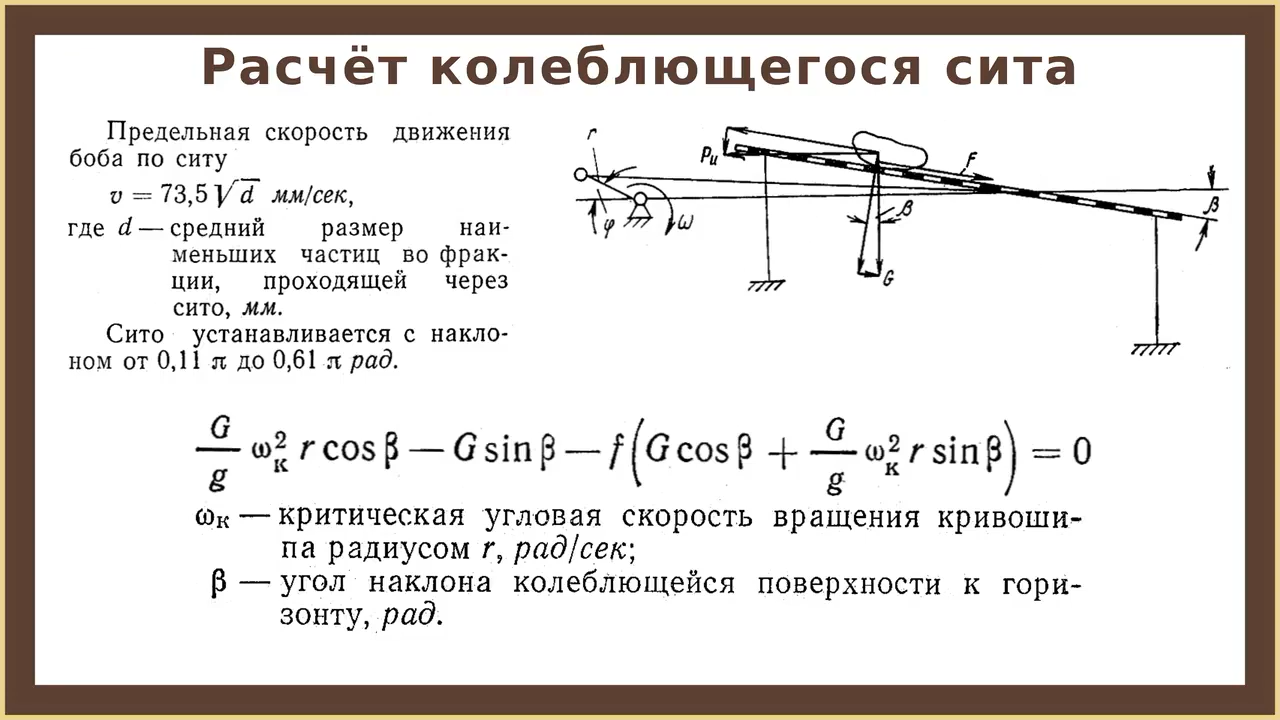 Расчёт колеблющегося сита
Предельная скорость движения
боба по ситу
v = 73,5 √d мм/сек,
где d — средний размер наи-
меньших частиц во фрак-
ции, проходящей через
сито, мм.
Сито устанавливается с накло-
ном от 0,11 π до 0,61 π рад.
r
Pи
F
φ
ω
β
G
β
G/g ω²к r cos β — G sin β — f(G cos β + G/g ω²к r sin β) = 0
ωк — критическая угловая скорость вращения кривоши-
па радиусом r, рад/сек;
β — угол наклона колеблющейся поверхности к гори-
зонту, рад.